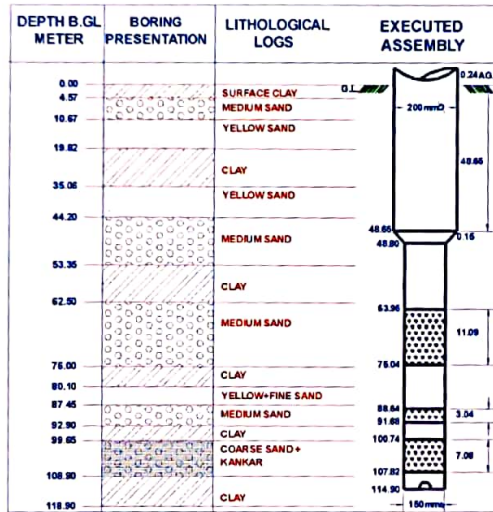 DEPTH B.GL
METER
BORING
PRESENTATION
LITHOLOGICAL
LOGS
EXECUTED
ASSEMBLY
0.00
4.57
10.67
19.82
35.06
44.20
53.35
62.50
76.00
80.10
87.45
92.90
99.65
108.90
118.90
SURFACE CLAY
MEDIUM SAND
YELLOW SAND
CLAY
YELLOW SAND
MEDIUM SAND
CLAY
MEDIUM SAND
CLAY
YELLOW+FINE SAND
MEDIUM SAND
CLAY
COARSE SAND+
KANKAR
CLAY
0.24 A.G.
G.L
200mm
48.65
48.65
48.80
0.15
63.96
11.09
75.04
88.64
3.04
91.68
100.74
7.08
107.82
114.90
150mm